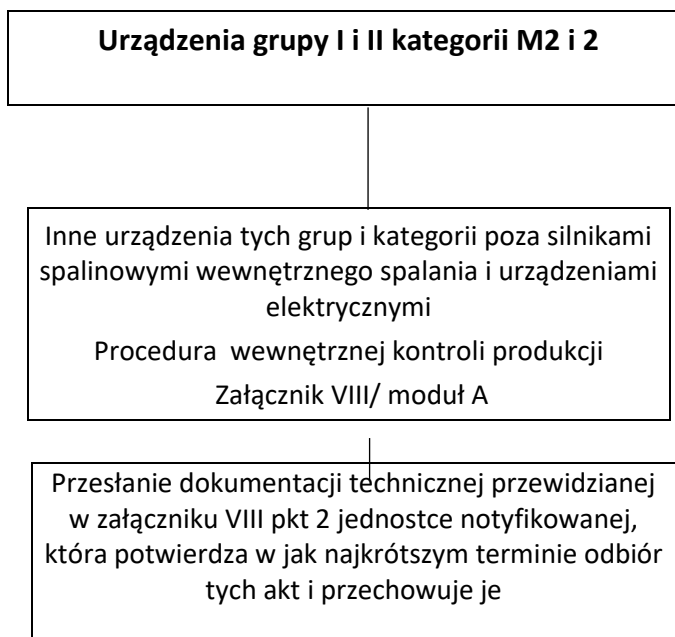 Urządzenia grupy I i II kategorii M2 i 2
Inne urządzenia tych grup i kategorii poza silnikami
spalinowymi wewnętrznego spalania i urządzeniami
elektrycznymi
Procedura wewnętrznej kontroli produkcji
Załącznik VIII/ moduł A
Przesłanie dokumentacji technicznej przewidzianej
w załączniku VIII pkt 2 jednostce notyfikowanej,
która potwierdza w jak najkrótszym terminie odbiór
tych akt i przechowuje je